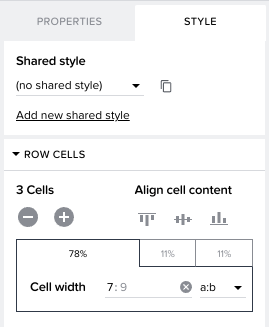 PROPERTIES STYLE
Shared style
(no shared style)
Add new shared style
ROW CELLS
3 Cells Align cell content
78% 11% 11%
Cell width 7 : 9 a:b